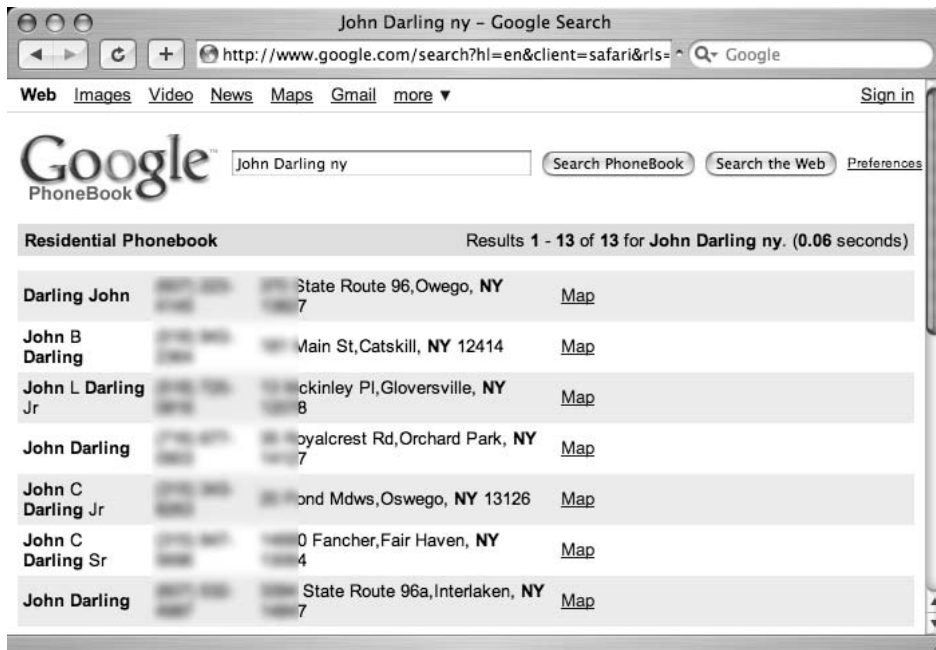 John Darling ny – Google Search
http://www.google.com/search?hl=en&client=safari&rls=
Google
Web Images Video News Maps Gmail more ▼ Sign in
Google™ PhoneBook
John Darling ny
Search PhoneBook Search the Web Preferences
Residential Phonebook Results 1 - 13 of 13 for John Darling ny. (0.06 seconds)
Darling John State Route 96,Owego, NY Map
7
John B Main St,Catskill, NY 12414 Map
Darling
John L Darling ckinley Pl,Gloversville, NY Map
Jr 8
John Darling oyalcrest Rd,Orchard Park, NY Map
7
John C ond Mdws,Oswego, NY 13126 Map
Darling Jr
John C 0 Fancher,Fair Haven, NY Map
Darling Sr 4
John Darling State Route 96a,Interlaken, NY Map
7